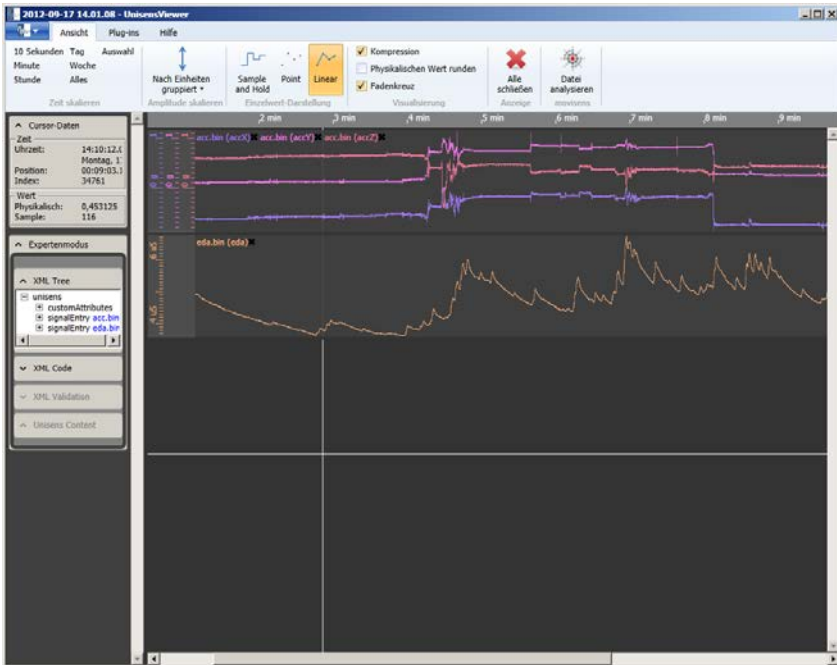 2012-09-17 14.01.08 - UnisensViewer
Ansicht Plug-ins Hilfe
10 Sekunden Tag Auswahl
Minute Woche
Stunde Alles
Zeit skalieren
Nach Einheiten
gruppiert
Amplitude skalieren
Sample
and Hold
Point
Linear
Einzelwert-Darstellung
Kompression
Physikalischen Wert runden
Fadenkreuz
Visualisierung
Alle
schließen
Anzeige
Datei
analysieren
movisens
2 min 3 min 4 min 5 min 6 min 7 min 8 min 9 min
Cursor-Daten
Zeit
Uhrzeit: 14:10:12.
Montag, 1
Position: 00:09:03.
Index: 34761
Wert
Physikalisch: 0,453125
Sample: 116
Expertenmodus
XML Tree
unisens
customAttributes
signalEntry acc.bin
signalEntry eda.bin
XML Code
XML Validation
Unisens Content
acc.bin (accX) acc.bin (accY) acc.bin (accZ)
eda.bin (eda)